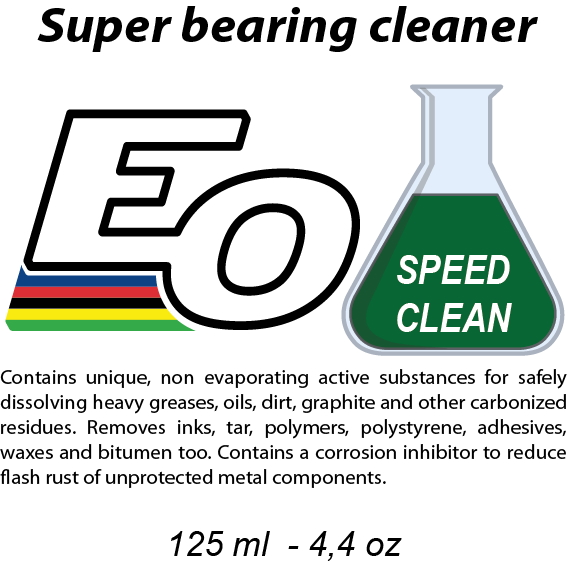 Super bearing cleaner
EO
SPEED
CLEAN
Contains unique, non evaporating active substances for safely
dissolving heavy greases, oils, dirt, graphite and other carbonized
residues. Removes inks, tar, polymers, polystyrene, adhesives,
waxes and bitumen too. Contains a corrosion inhibitor to reduce
flash rust of unprotected metal components.
125 ml - 4,4 oz